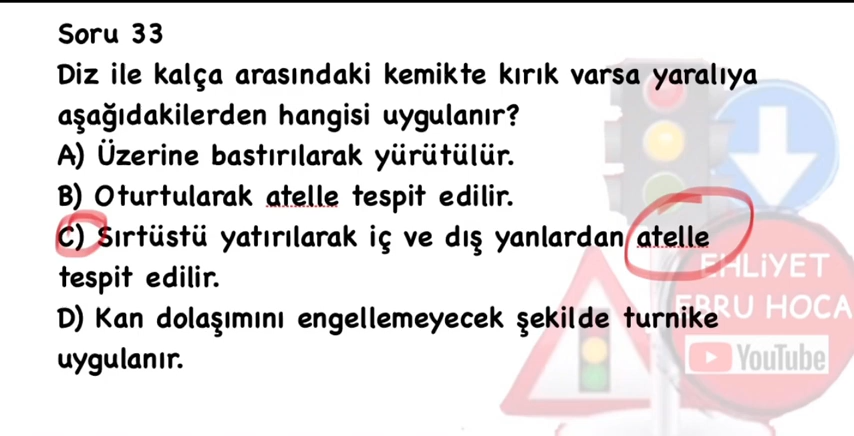 Soru 33
Diz ile kalça arasındaki kemikte kırık varsa yaralıya
aşağıdakilerden hangisi uygulanır?
A) Üzerine bastırılarak yürütülür.
B) Oturtularak atelle tespit edilir.
C) Sırtüstü yatırılarak iç ve dış yanlardan atelle
tespit edilir.
D) Kan dolaşımını engellemeyecek şekilde turnike
uygulanır.
EHLİYET
EBRU HOCA
YouTube